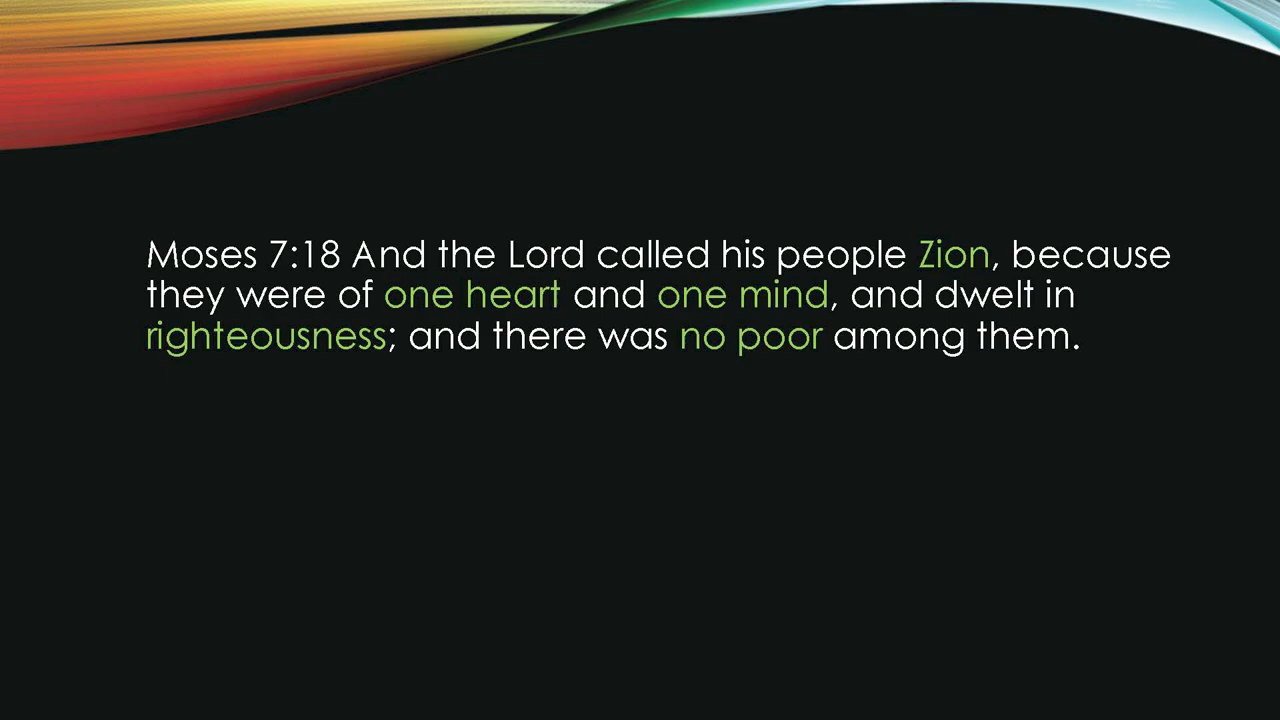 Moses 7:18 And the Lord called his people Zion, because
they were of one heart and one mind, and dwelt in
righteousness; and there was no poor among them.